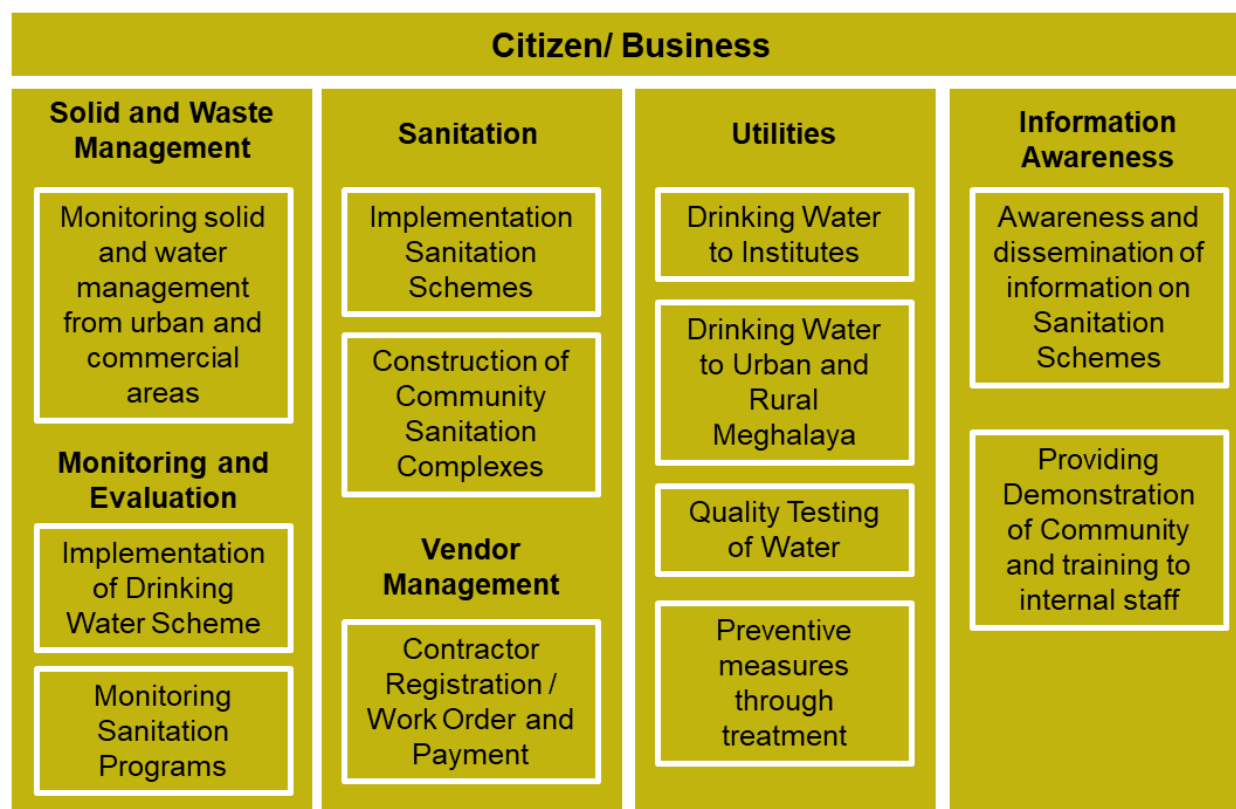 Citizen/ Business
Solid and Waste
Management
Monitoring solid
and water
management
from urban and
commercial
areas
Monitoring and
Evaluation
Implementation
of Drinking
Water Scheme
Monitoring
Sanitation
Programs
Sanitation
Implementation
Sanitation
Schemes
Construction of
Community
Sanitation
Complexes
Vendor
Management
Contractor
Registration /
Work Order and
Payment
Utilities
Drinking Water
to Institutes
Drinking Water
to Urban and
Rural
Meghalaya
Quality Testing
of Water
Preventive
measures
through
treatment
Information
Awareness
Awareness and
dissemination of
information on
Sanitation
Schemes
Providing
Demonstration
of Community
and training to
internal staff